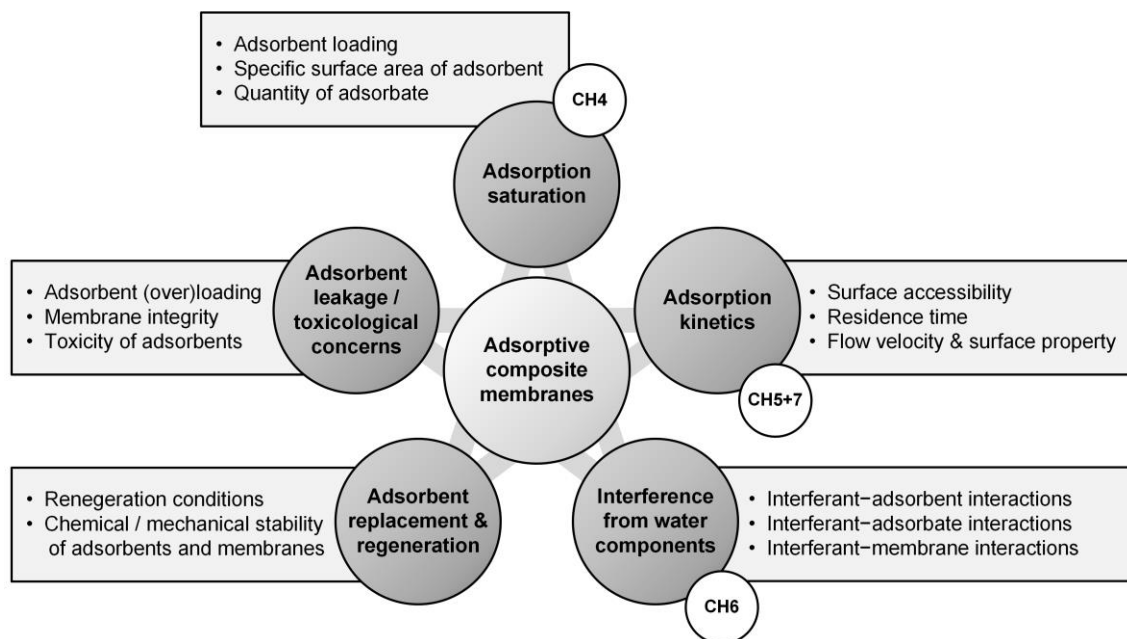 • Adsorbent loading
• Specific surface area of adsorbent
• Quantity of adsorbate
CH4
Adsorption
saturation
Adsorbent
leakage /
toxicological
concerns
• Adsorbent (over)loading
• Membrane integrity
• Toxicity of adsorbents
Adsorptive
composite
membranes
Adsorption
kinetics
• Surface accessibility
• Residence time
• Flow velocity & surface property
CH5+7
• Renegeration conditions
• Chemical / mechanical stability
of adsorbents and membranes
Adsorbent
replacement &
regeneration
Interference
from water
components
• Interferant−adsorbent interactions
• Interferant−adsorbate interactions
• Interferant−membrane interactions
CH6